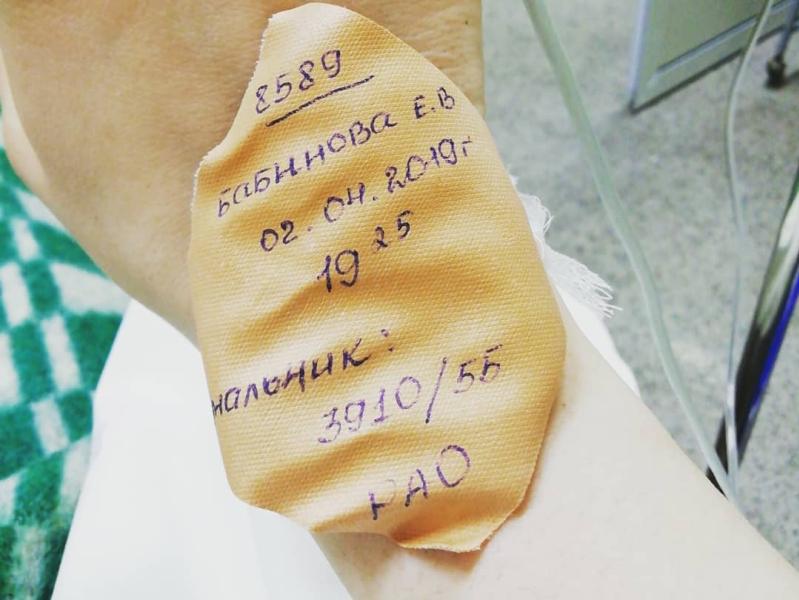 8589
Бабинова Е.В
02.04.2019г
19 25
мальчик:
3910/55
РАО